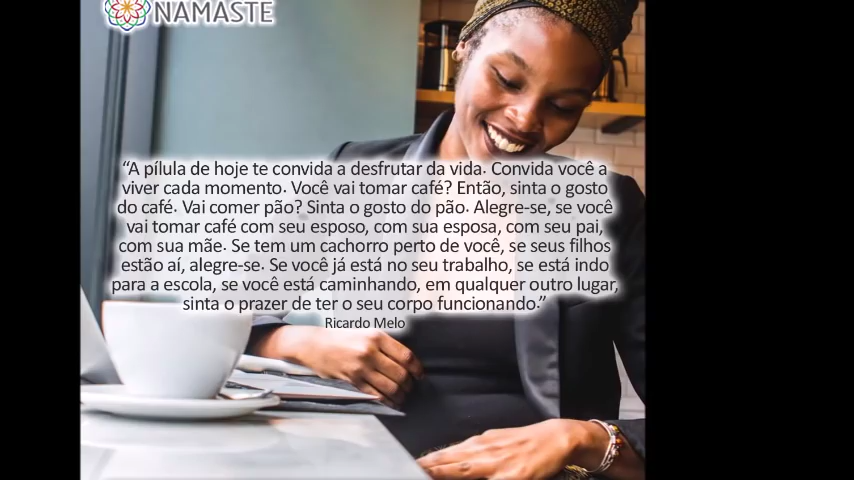 NAMASTE
“A pílula de hoje te convida a desfrutar da vida. Convida você a
viver cada momento. Você vai tomar café? Então, sinta o gosto
do café. Vai comer pão? Sinta o gosto do pão. Alegre-se, se você
vai tomar café com seu esposo, com sua esposa, com seu pai,
com sua mãe. Se tem um cachorro perto de você, se seus filhos
estão aí, alegre-se. Se você já está no seu trabalho, se está indo
para a escola, se você está caminhando, em qualquer outro lugar,
sinta o prazer de ter o seu corpo funcionando.”
Ricardo Melo